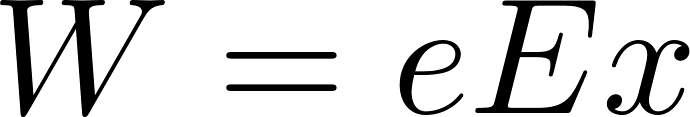 W = eEx